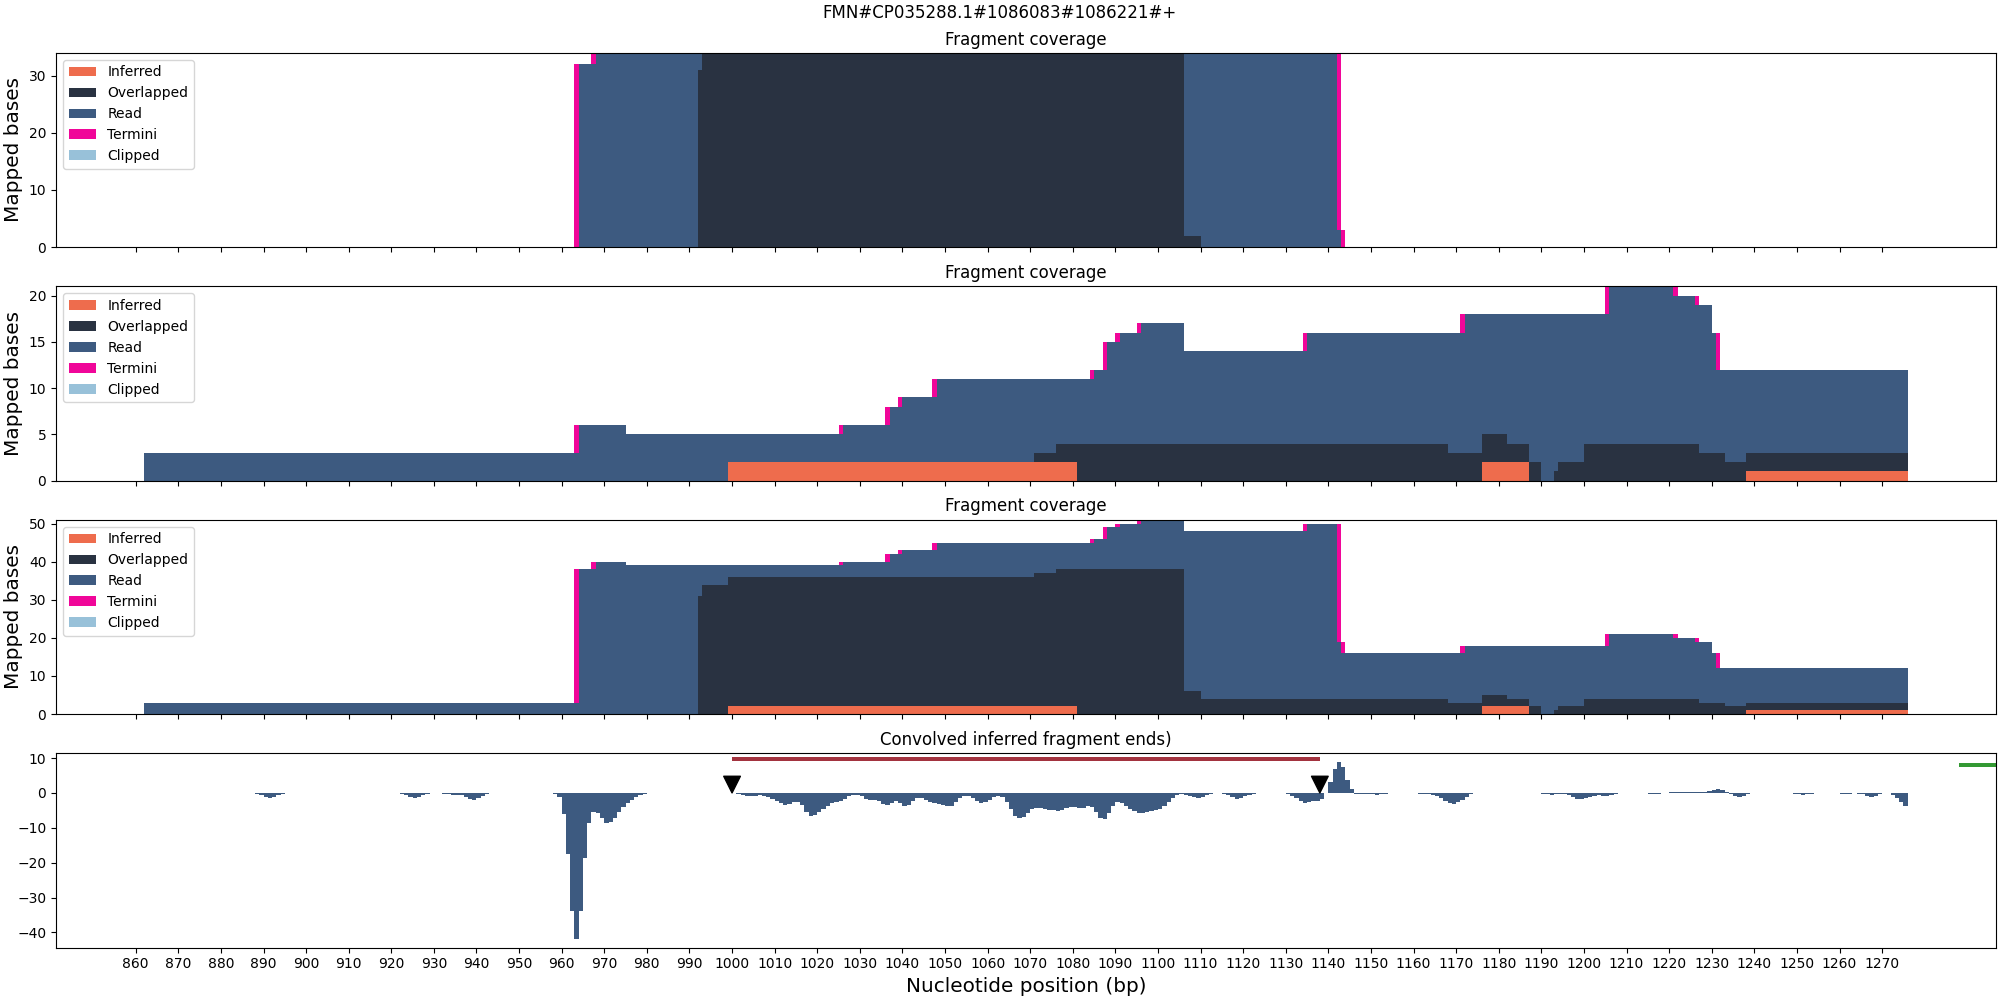 FMN#CP035288.1#1086083#1086221#+
Fragment coverage
Mapped bases
30
20
10
0
Inferred
Overlapped
Read
Termini
Clipped
Fragment coverage
Mapped bases
20
15
10
5
0
Inferred
Overlapped
Read
Termini
Clipped
Fragment coverage
Mapped bases
50
40
30
20
10
0
Inferred
Overlapped
Read
Termini
Clipped
Convolved inferred fragment ends)
10
0
−10
−20
−30
−40
860 870 880 890 900 910 920 930 940 950 960 970 980 990 1000 1010 1020 1030 1040 1050 1060 1070 1080 1090 1100 1110 1120 1130 1140 1150 1160 1170 1180 1190 1200 1210 1220 1230 1240 1250 1260 1270
Nucleotide position (bp)